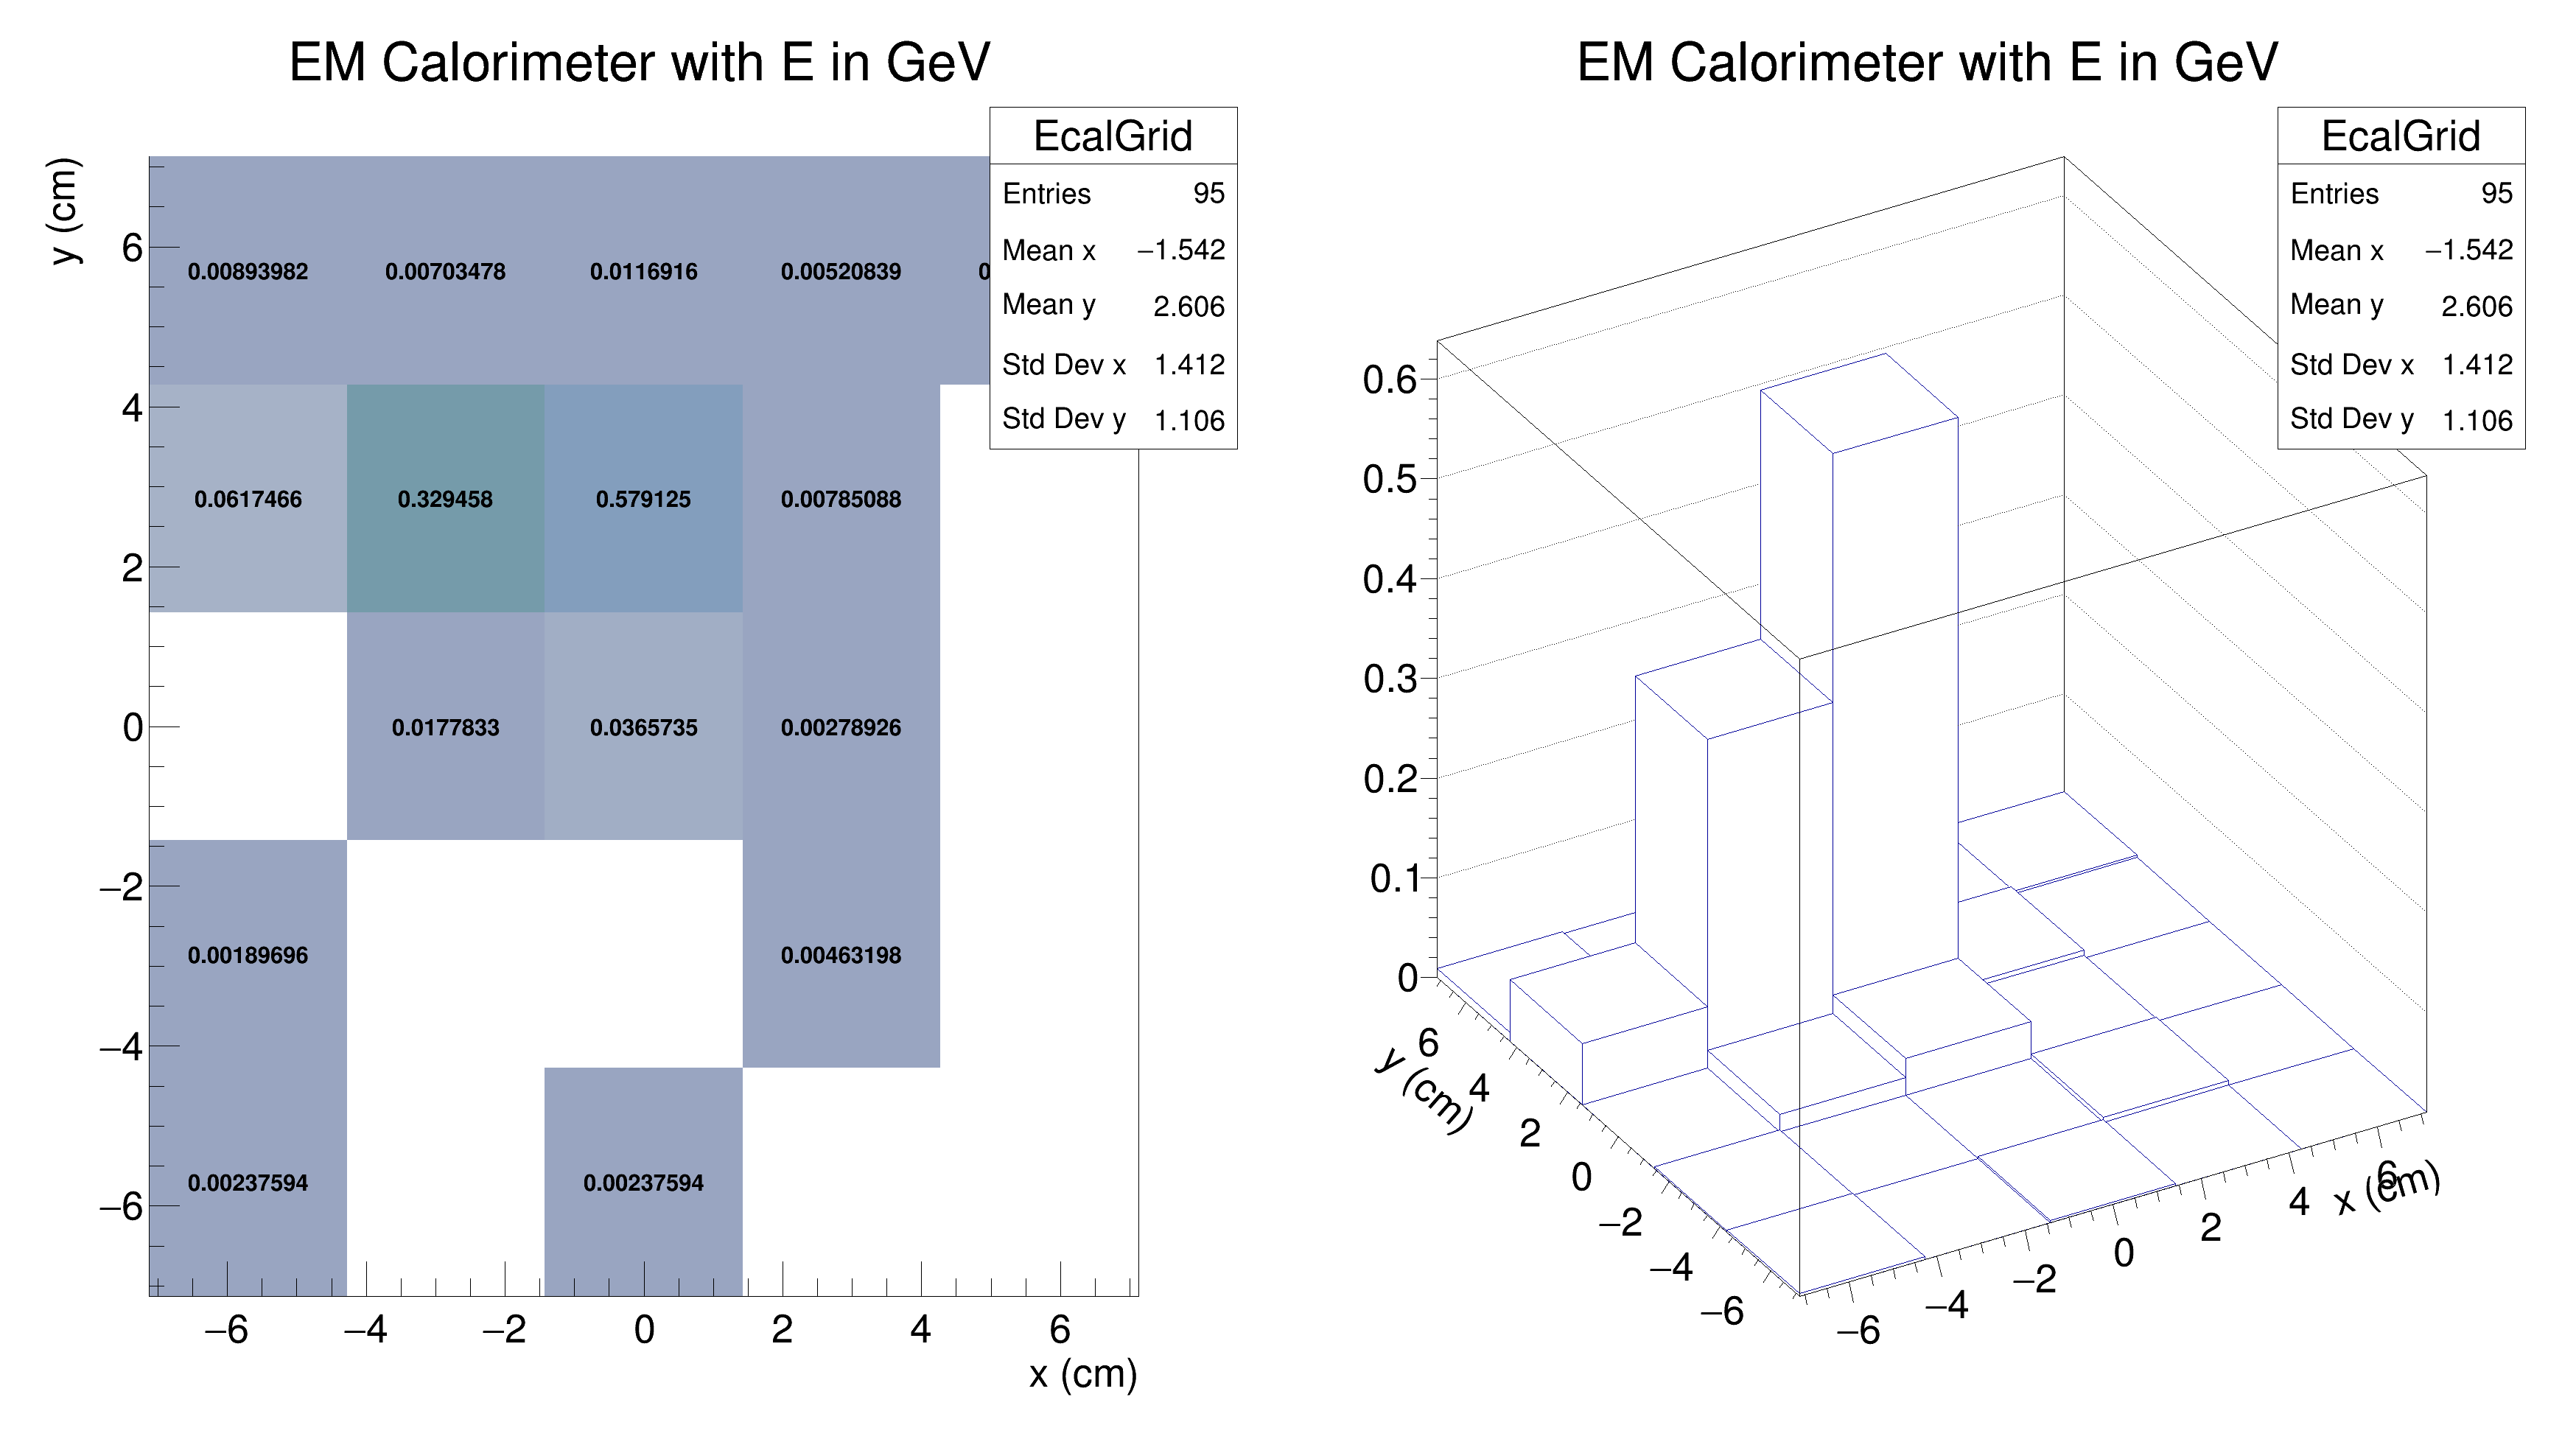 EM Calorimeter with E in GeV
EcalGrid
Entries 95
Mean x −1.542
Mean y 2.606
Std Dev x 1.412
Std Dev y 1.106
y (cm)
6
4
2
0
−2
−4
−6
0.00893982 0.00703478 0.0116916 0.00520839
0.0617466 0.329458 0.579125 0.00785088
0.0177833 0.0365735 0.00278926
0.00189696 0.00463198
0.00237594 0.00237594
−6 −4 −2 0 2 4 6
x (cm)
EM Calorimeter with E in GeV
EcalGrid
Entries 95
Mean x −1.542
Mean y 2.606
Std Dev x 1.412
Std Dev y 1.106
0.6
0.5
0.4
0.3
0.2
0.1
0
6
4
2
0
−2
−4
−6
y (cm)
−6 −4 −2 0 2 4 6
x (cm)